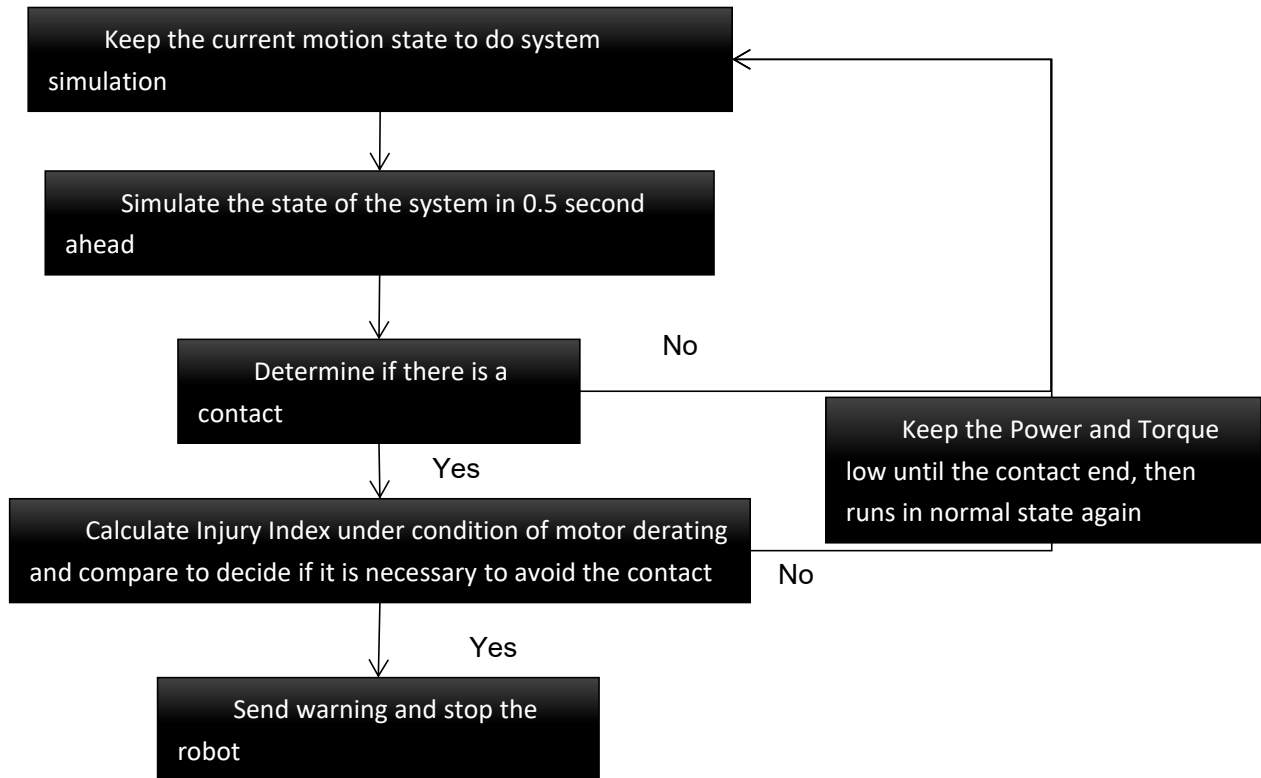 Keep the current motion state to do system
simulation
Simulate the state of the system in 0.5 second
ahead
No
Determine if there is a
contact
Keep the Power and Torque
low until the contact end, then
runs in normal state again
Yes
Calculate Injury Index under condition of motor derating
and compare to decide if it is necessary to avoid the contact
No
Yes
Send warning and stop the
robot